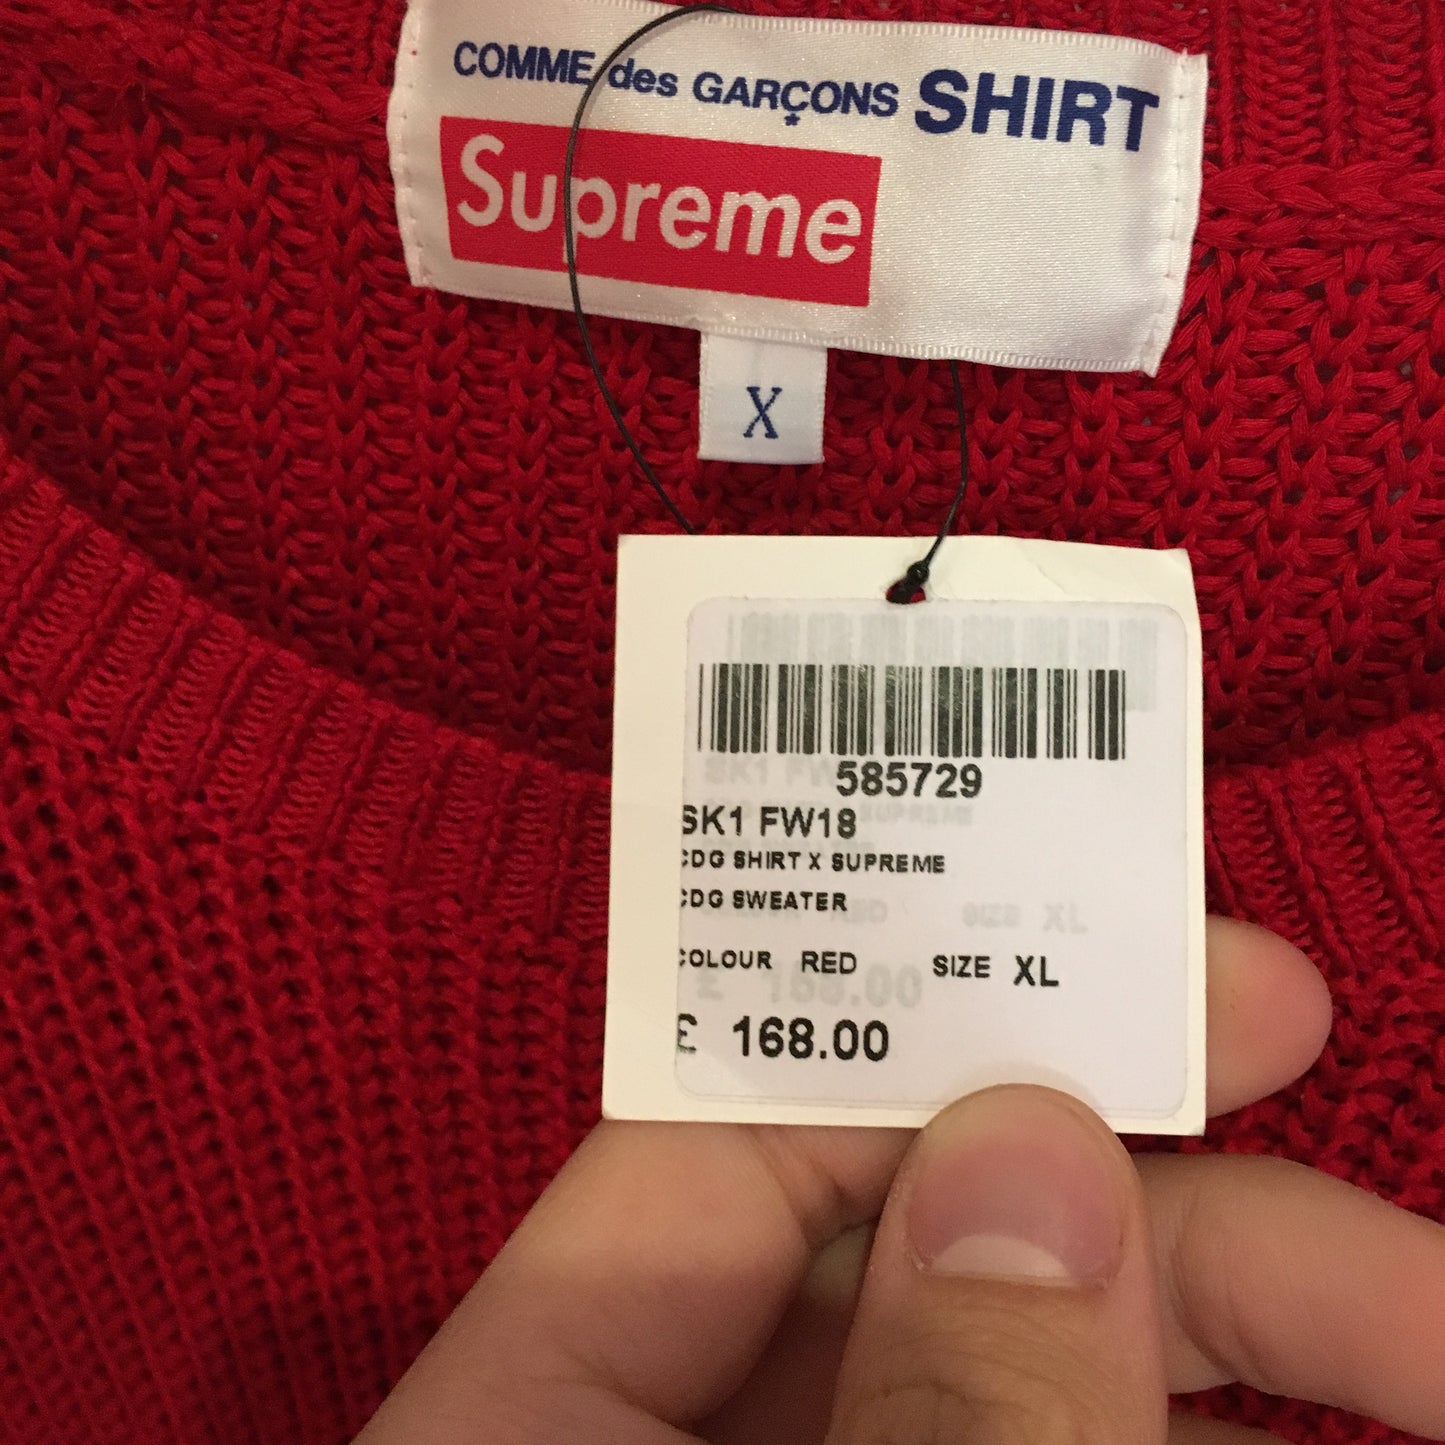 COMME des GARÇONS SHIRT
Supreme
X
585729
SK1 FW18
CDG SHIRT X SUPREME
CDG SWEATER
COLOUR RED SIZE XL
£ 168.00